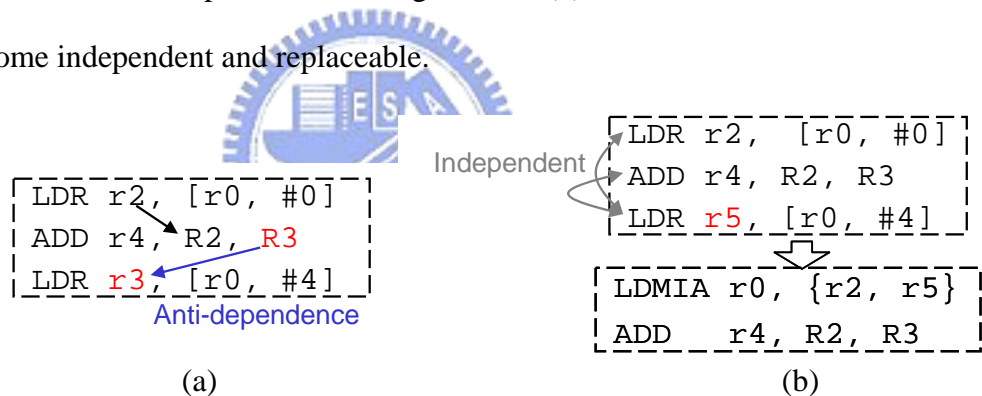 ome independent and replaceable.
E S
LDR r2, [r0, #0]
ADD r4, R2, R3
LDR r3, [r0, #4]
Anti-dependence
(a)
Independent
LDR r2, [r0, #0]
ADD r4, R2, R3
LDR r5, [r0, #4]
LDMIA r0, {r2, r5}
ADD r4, R2, R3
(b)